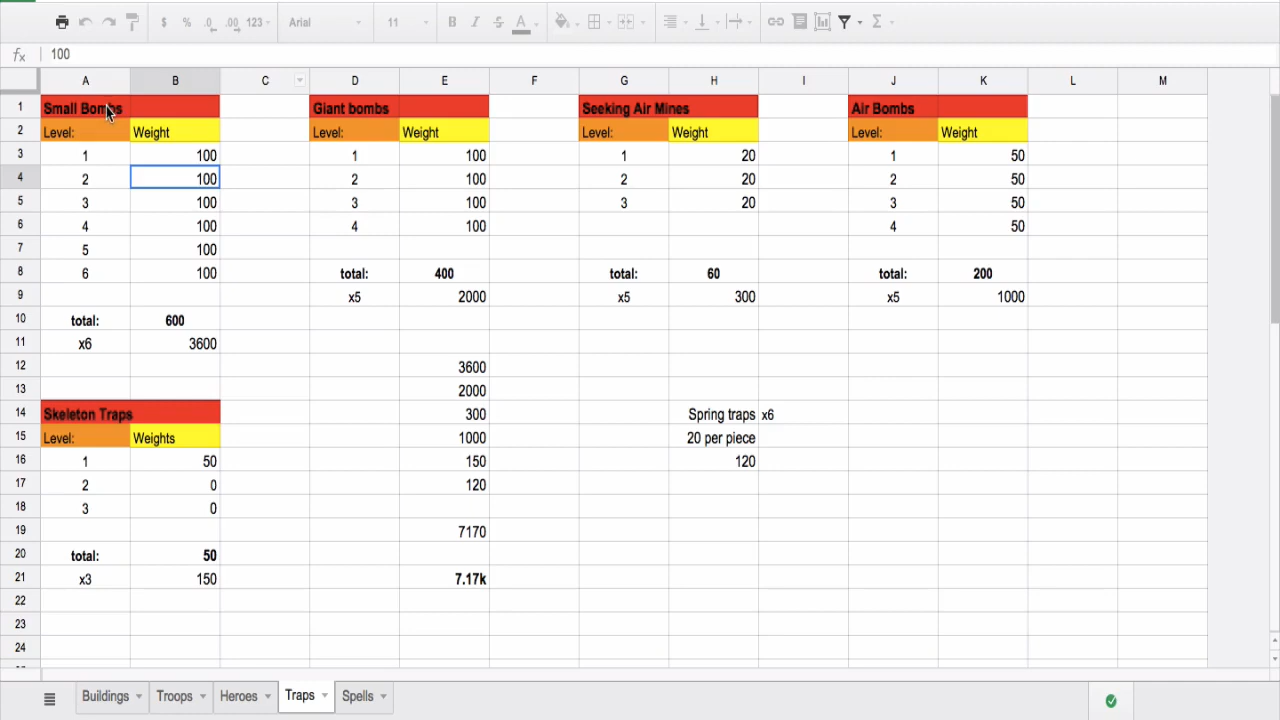 $ % .0 .00 123 Arial 11 B I S A Σ
fx 100
A B C D E F G H I J K L M
1 Small Bombs Giant bombs Seeking Air Mines Air Bombs
2 Level: Weight Level: Weight Level: Weight Level: Weight
3 1 100 1 100 1 20 1 50
4 2 100 2 100 2 20 2 50
5 3 100 3 100 3 20 3 50
6 4 100 4 100 4 50
7 5 100
8 6 100 total: 400 total: 60 total: 200
9 x5 2000 x5 300 x5 1000
10 total: 600
11 x6 3600
12 3600
13 2000
14 Skeleton Traps 300 Spring traps x6
15 Level: Weights 1000 20 per piece
16 1 50 150 120
17 2 0 120
18 3 0
19 7170
20 total: 50
21 x3 150 7.17k
22
23
24
Buildings Troops Heroes Traps Spells